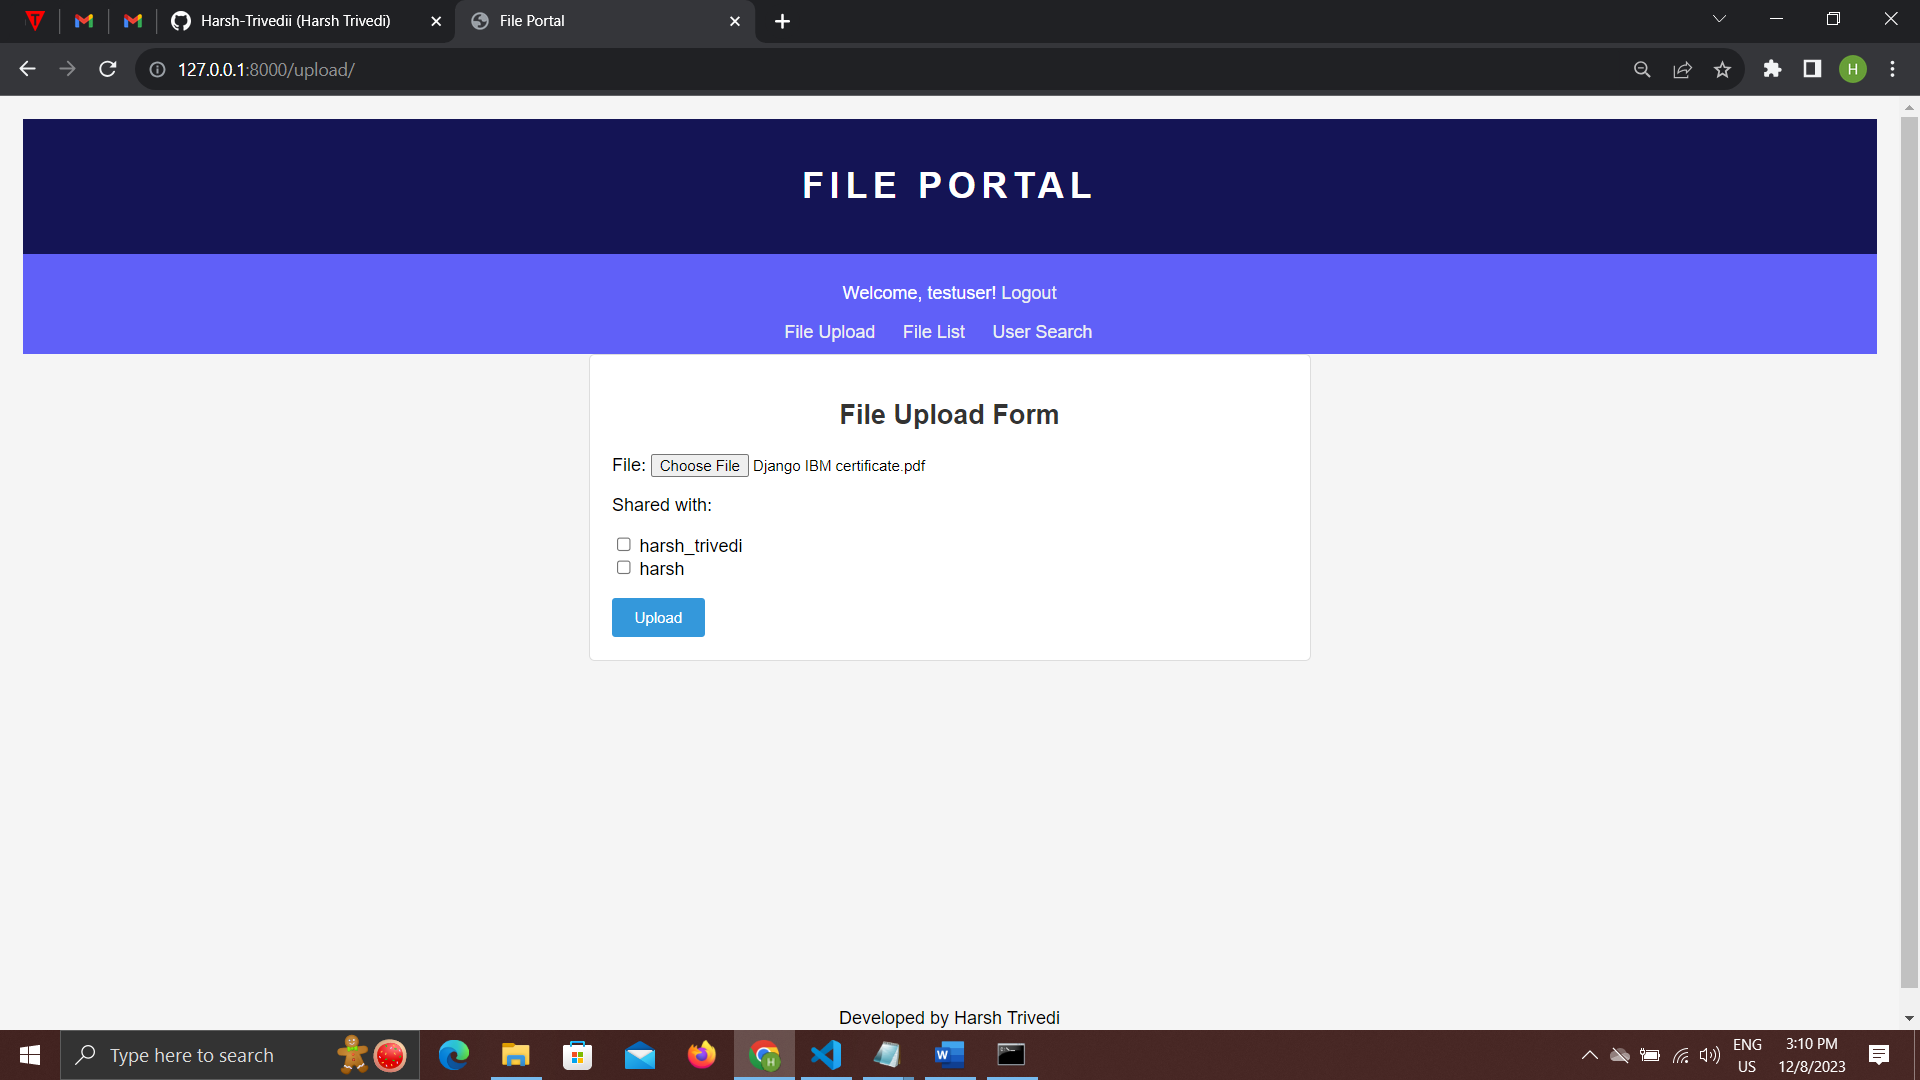 Harsh-Trivedii (Harsh Trivedi)
File Portal
127.0.0.1:8000/upload/
H
FILE PORTAL
Welcome, testuser! Logout
File Upload File List User Search
File Upload Form
File: Choose File Django IBM certificate.pdf
Shared with:
harsh_trivedi
harsh
Upload
Developed by Harsh Trivedi
Type here to search
H
W
ENG
US
3:10 PM
12/8/2023